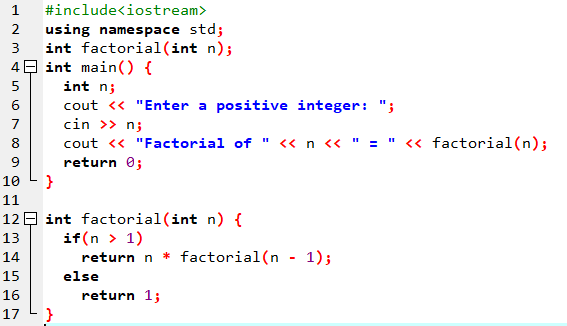 1 #include<iostream>
2 using namespace std;
3 int factorial(int n);
4 int main() {
5 int n;
6 cout << "Enter a positive integer: ";
7 cin >> n;
8 cout << "Factorial of " << n << " = " << factorial(n);
9 return 0;
10 }
11
12 int factorial(int n) {
13 if(n > 1)
14 return n * factorial(n - 1);
15 else
16 return 1;
17 }